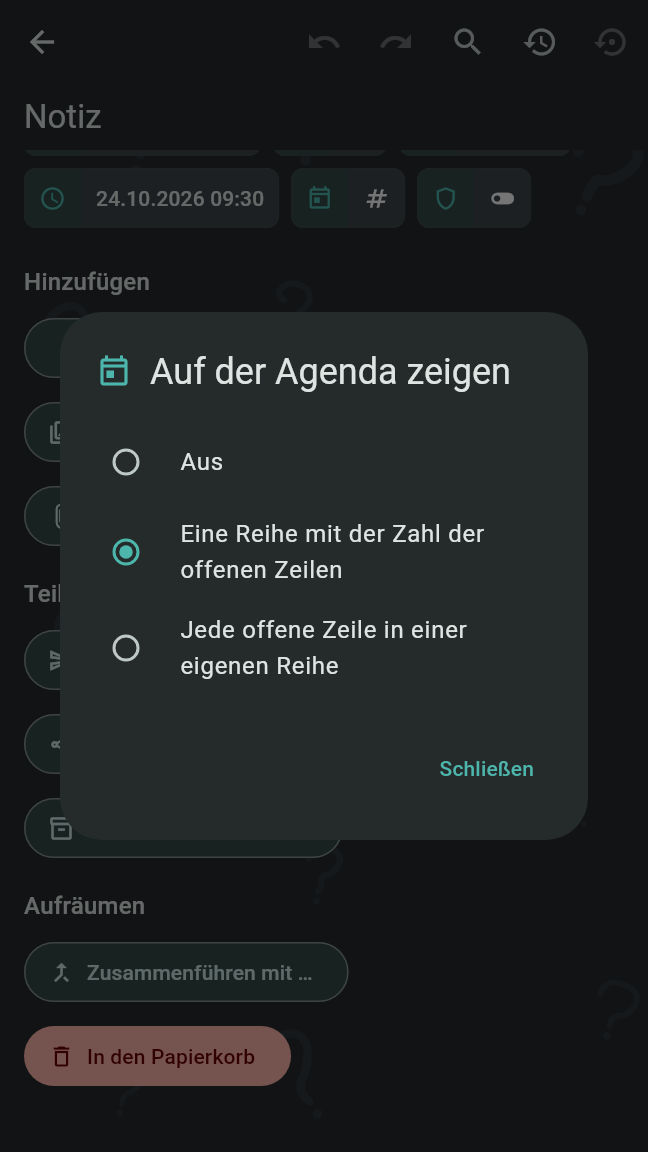 Notiz
24.10.2026 09:30
#
Hinzufügen
Auf der Agenda zeigen
Aus
Eine Reihe mit der Zahl der
offenen Zeilen
Jede offene Zeile in einer
eigenen Reihe
Schließen
Teil
Aufräumen
Zusammenführen mit ...
In den Papierkorb